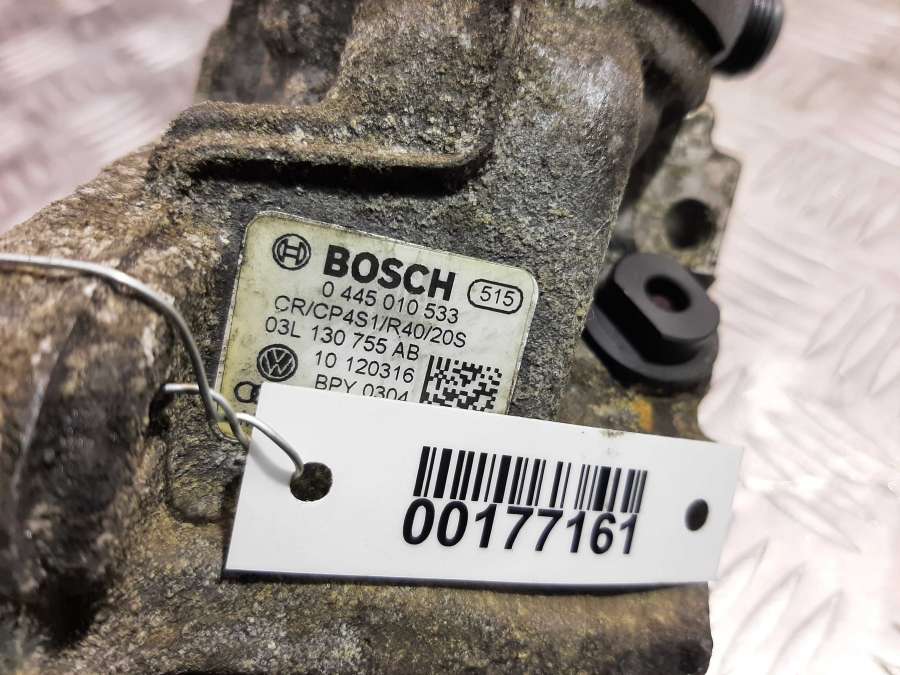 BOSCH 515
0 445 010 533
CR/CP4S1/R40/20S
03L 130 755 AB
10 120316
BPY 0304
00177161